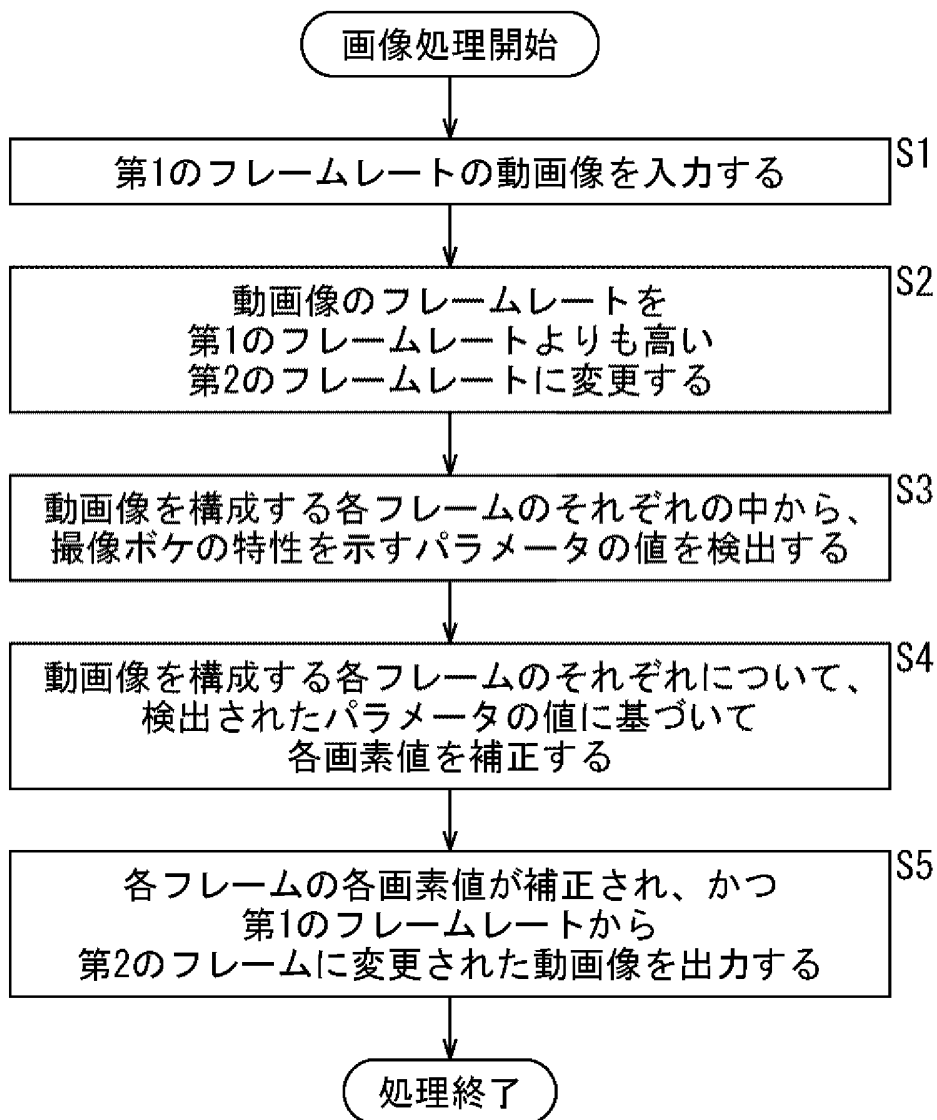 画像処理開始
第1のフレームレートの動画像を入力する
S1
動画像のフレームレートを
第1のフレームレートよりも高い
第2のフレームレートに変更する
S2
動画像を構成する各フレームのそれぞれの中から、
撮像ボケの特性を示すパラメータの値を検出する
S3
動画像を構成する各フレームのそれぞれについて、
検出されたパラメータの値に基づいて
各画素値を補正する
S4
各フレームの各画素値が補正され、かつ
第1のフレームレートから
第2のフレームに変更された動画像を出力する
S5
処理終了